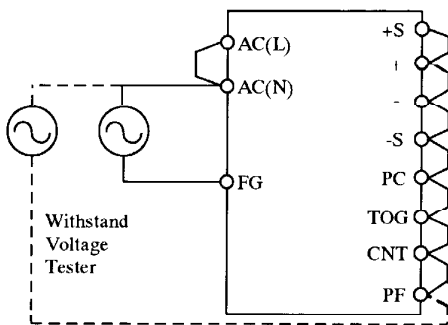 AC(L)
AC(N)
FG
+S
+
-
-S
PC
TOG
CNT
PF
Withstand
Voltage
Tester